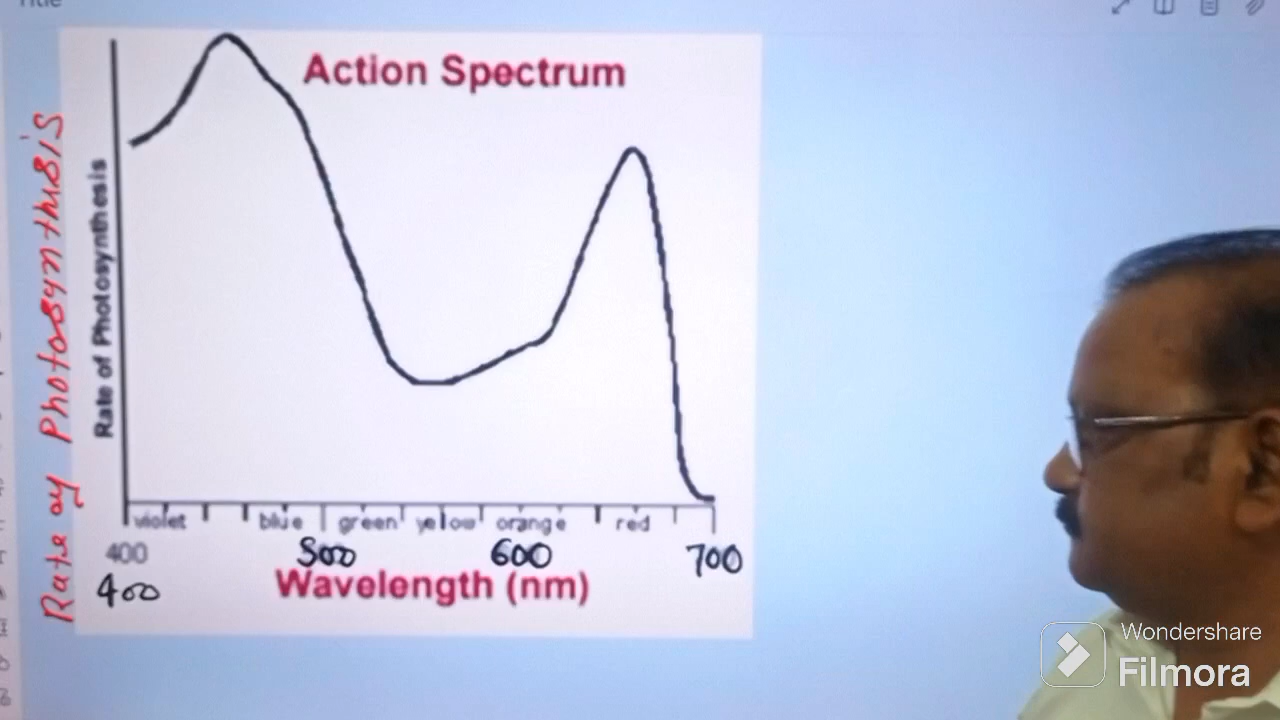 Title
Action Spectrum
Rate of Photosynthesis
Rate of Photosynthesis
violet blue green yellow orange red
400 500 600 700
400
Wavelength (nm)
Wondershare
Filmora